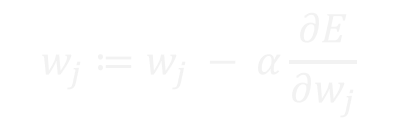 w_j := w_j − α ∂E/∂w_j